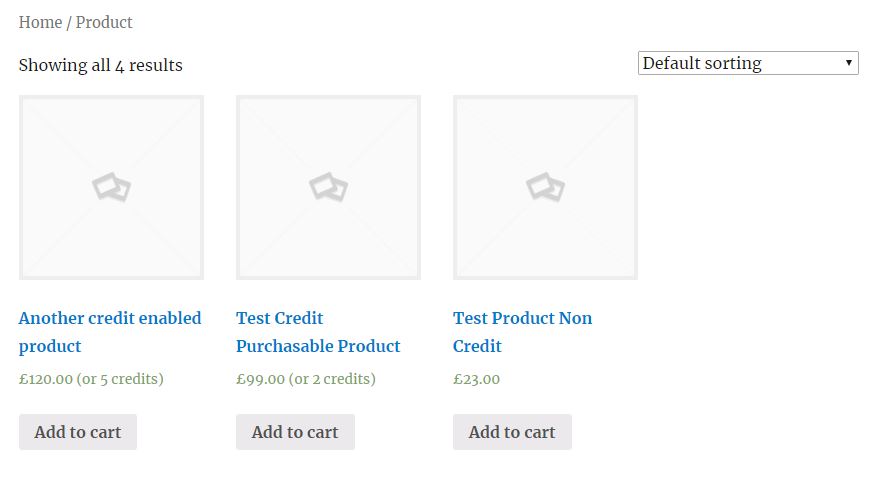 Home / Product
Showing all 4 results
Default sorting
Another credit enabled
product
£120.00 (or 5 credits)
Add to cart
Test Credit
Purchasable Product
£99.00 (or 2 credits)
Add to cart
Test Product Non
Credit
£23.00
Add to cart